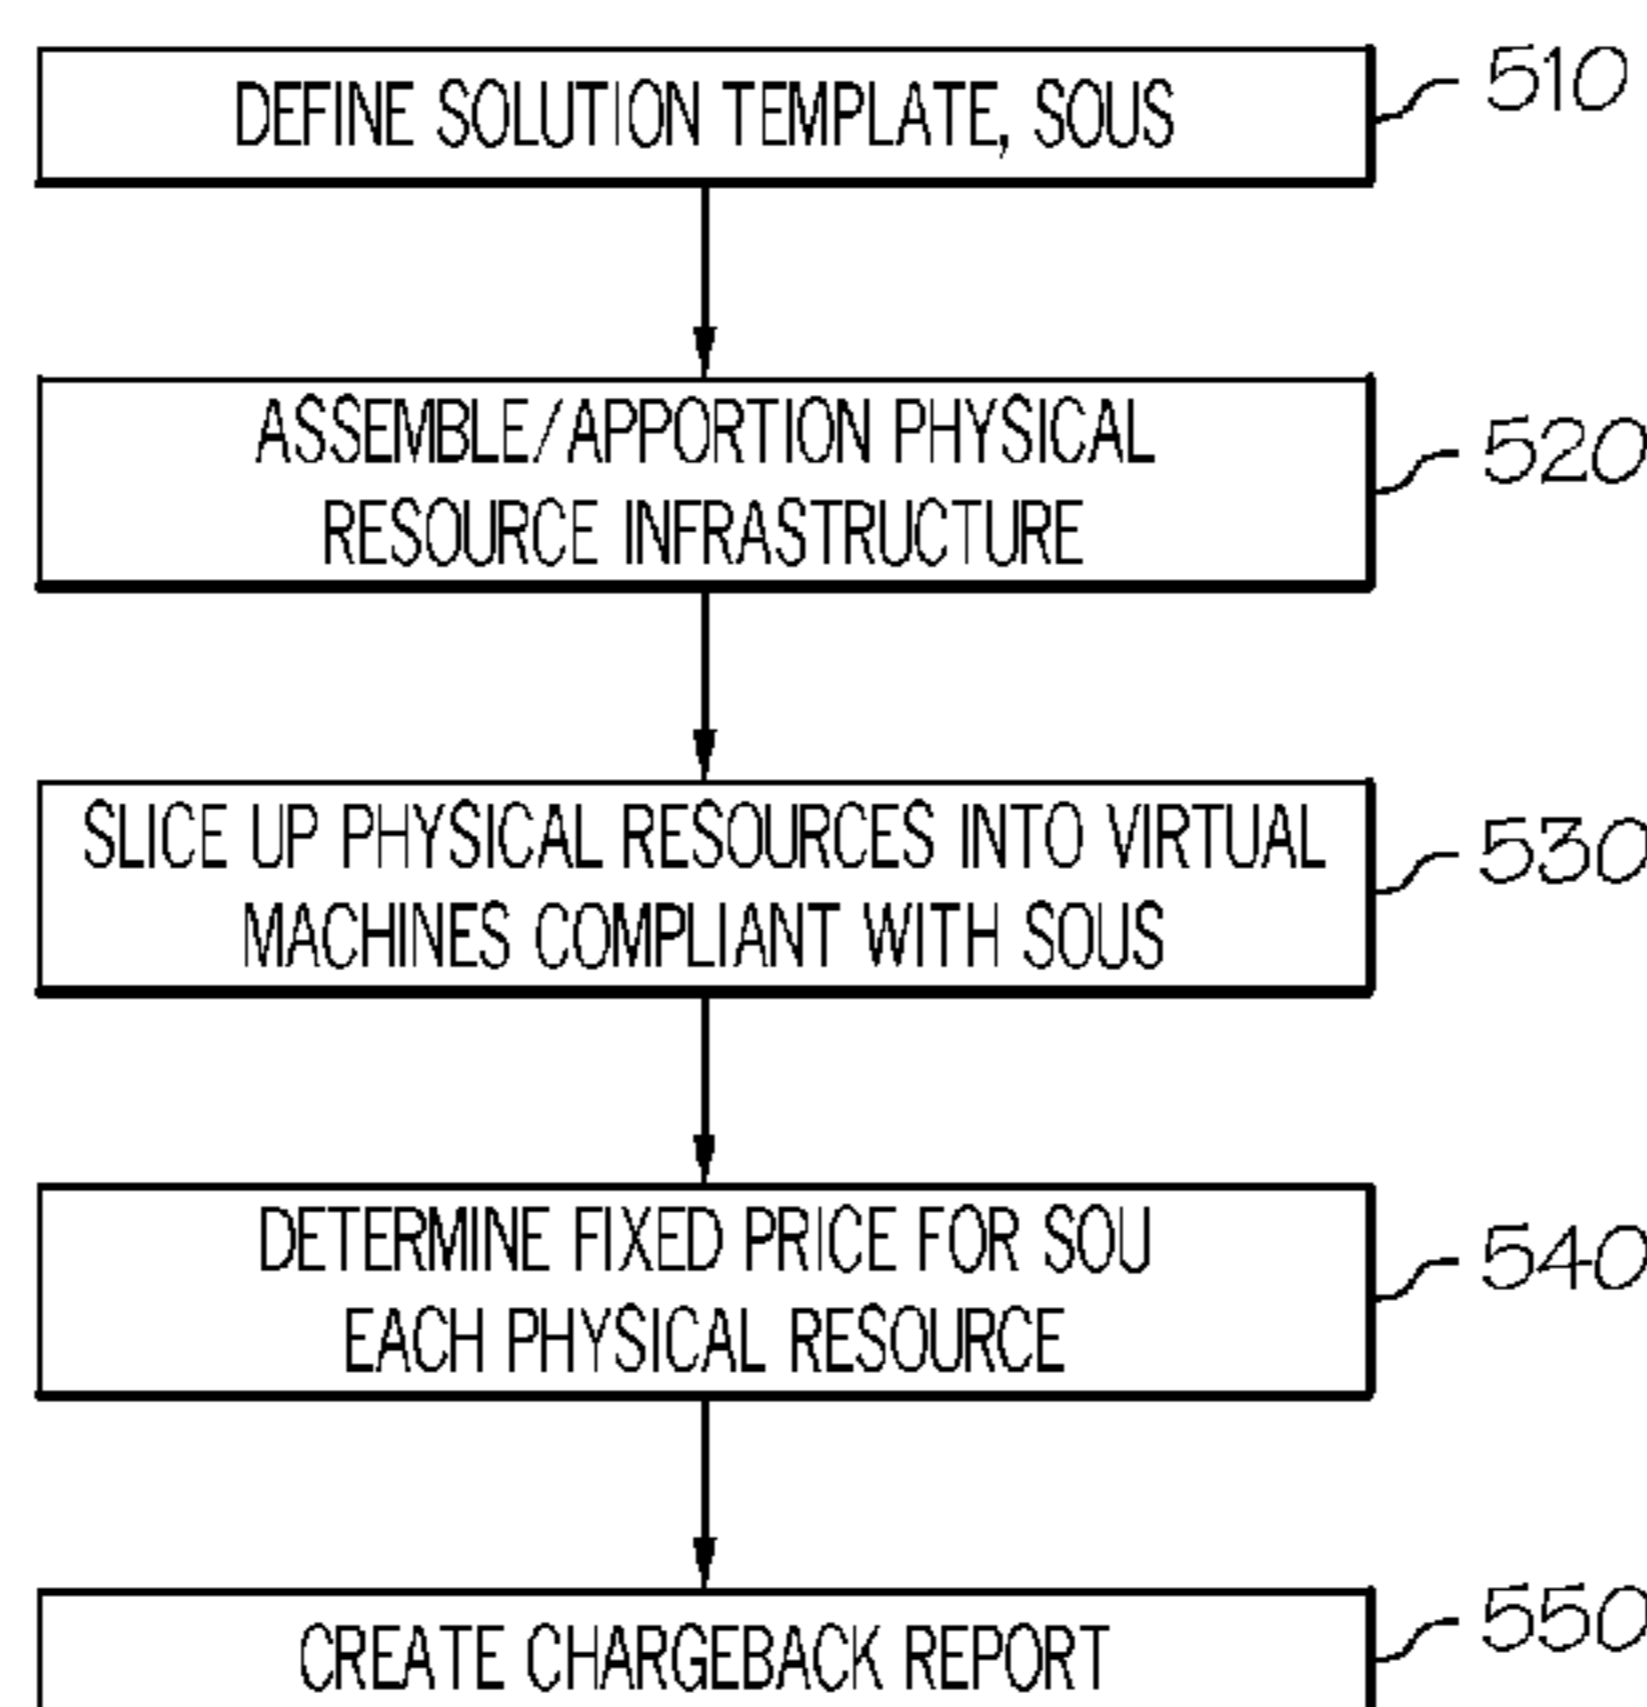 DEFINE SOLUTION TEMPLATE, SOUS
510
ASSEMBLE/APPORTION PHYSICAL
RESOURCE INFRASTRUCTURE
520
SLICE UP PHYSICAL RESOURCES INTO VIRTUAL
MACHINES COMPLIANT WITH SOUS
530
DETERMINE FIXED PRICE FOR SOU
EACH PHYSICAL RESOURCE
540
CREATE CHARGEBACK REPORT
550